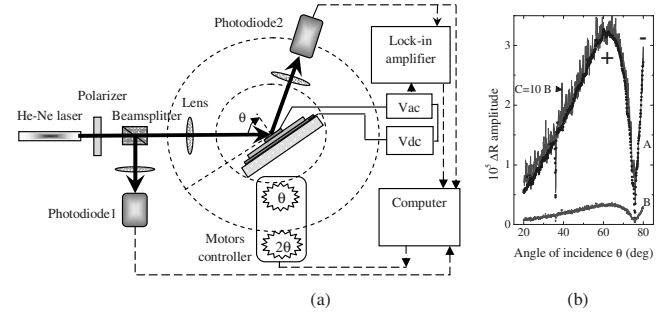 Photodiode2
Lock-in
amplifier
He-Ne laser
Polarizer
Beamsplitter
Lens
θ
Vac
Vdc
Photodiode1
θ
2θ
Motors
controller
Computer
(a)
10⁵ ΔR amplitude
3
2
1
0
C=10 B
+
-
A
B
20 40 60 80
Angle of incidence θ (deg)
(b)